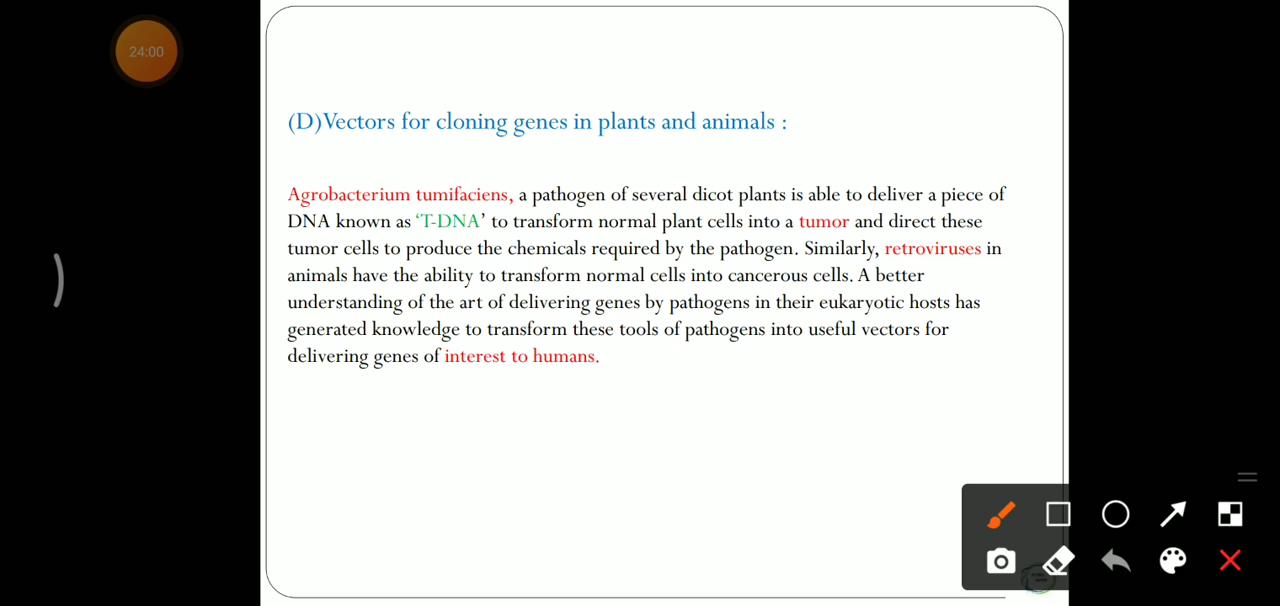 24:00
(D)Vectors for cloning genes in plants and animals :
Agrobacterium tumifaciens, a pathogen of several dicot plants is able to deliver a piece of
DNA known as ‘T-DNA’ to transform normal plant cells into a tumor and direct these
tumor cells to produce the chemicals required by the pathogen. Similarly, retroviruses in
animals have the ability to transform normal cells into cancerous cells. A better
understanding of the art of delivering genes by pathogens in their eukaryotic hosts has
generated knowledge to transform these tools of pathogens into useful vectors for
delivering genes of interest to humans.